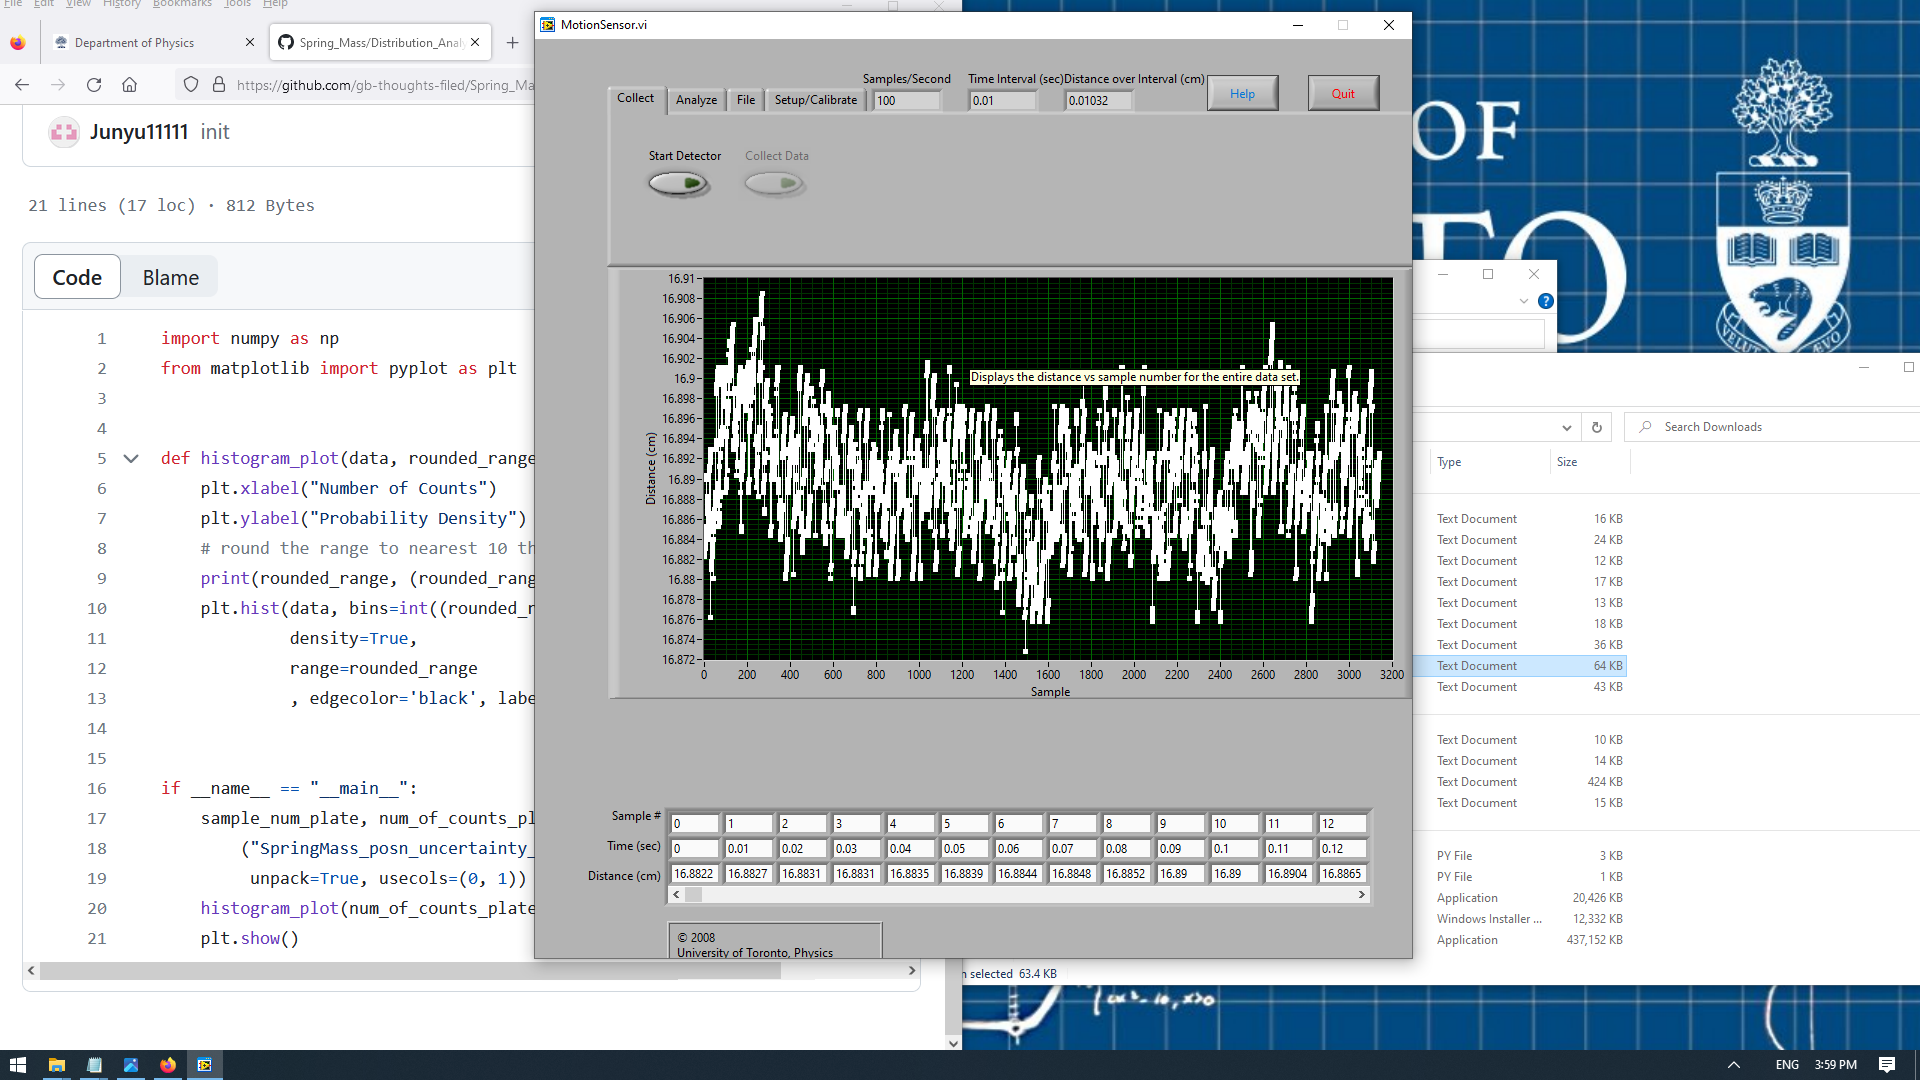 File Edit View History Bookmarks Tools Help
Department of Physics
Spring_Mass/Distribution_Analy
https://github.com/gb-thoughts-filed/Spring_Ma
Junyu11111 init
21 lines (17 loc) · 812 Bytes
Code Blame
1 import numpy as np
2 from matplotlib import pyplot as plt
3
4
5 def histogram_plot(data, rounded_range
6 plt.xlabel("Number of Counts")
7 plt.ylabel("Probability Density")
8 # round the range to nearest 10 th
9 print(rounded_range, (rounded_rang
10 plt.hist(data, bins=int((rounded_r
11 density=True,
12 range=rounded_range
13 , edgecolor='black', labe
14
15
16 if __name__ == "__main__":
17 sample_num_plate, num_of_counts_pl
18 ("SpringMass_posn_uncertainty_
19 unpack=True, usecols=(0, 1))
20 histogram_plot(num_of_counts_plate
21 plt.show()
MotionSensor.vi
Samples/Second Time Interval (sec) Distance over Interval (cm)
Collect Analyze File Setup/Calibrate 100 0.01 0.01032 Help Quit
Start Detector Collect Data
16.91
16.908
16.906
16.904
16.902
16.9
16.898
16.896
16.894
16.892
16.89
16.888
16.886
16.884
16.882
16.88
16.878
16.876
16.874
16.872
Distance (cm)
Displays the distance vs sample number for the entire data set.
0 200 400 600 800 1000 1200 1400 1600 1800 2000 2200 2400 2600 2800 3000 3200
Sample
Sample # 0 1 2 3 4 5 6 7 8 9 10 11 12
Time (sec) 0 0.01 0.02 0.03 0.04 0.05 0.06 0.07 0.08 0.09 0.1 0.11 0.12
Distance (cm) 16.8822 16.8827 16.8831 16.8831 16.8835 16.8839 16.8844 16.8848 16.8852 16.89 16.89 16.8904 16.8865
© 2008
University of Toronto, Physics
OF
TO
Search Downloads
Type Size
Text Document 16 KB
Text Document 24 KB
Text Document 12 KB
Text Document 17 KB
Text Document 13 KB
Text Document 18 KB
Text Document 36 KB
Text Document 64 KB
Text Document 43 KB
Text Document 10 KB
Text Document 14 KB
Text Document 424 KB
Text Document 15 KB
PY File 3 KB
PY File 1 KB
Application 20,426 KB
Windows Installer ... 12,332 KB
Application 437,152 KB
selected 63.4 KB
ENG 3:59 PM